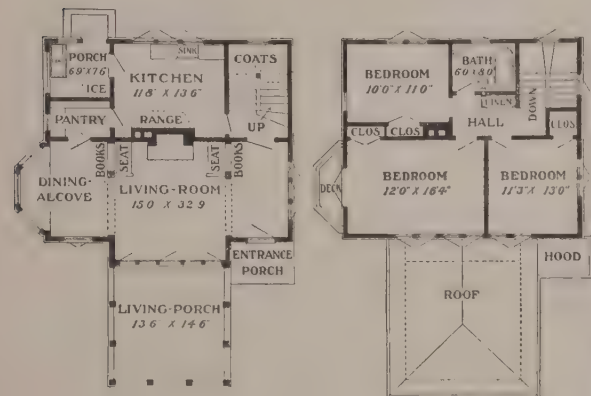 PORCH
6'9" X 7'6
ICE
SINK
KITCHEN
11'8" X 13'6"
COATS
PANTRY
RANGE
UP
BOOKS
SEAT
SEAT
BOOKS
DINING-
ALCOVE
LIVING-ROOM
15'0 X 32'9
ENTRANCE
PORCH
LIVING-PORCH
13'6" X 14'6"
BEDROOM
10'0" X 11'0"
BATH
6'0 X 8'0"
LINEN
DOWN
HALL
CLOS
CLOS
CLOS
DECK
BEDROOM
12'0" X 16'4"
BEDROOM
11'3" X 13'0"
HOOD
ROOF